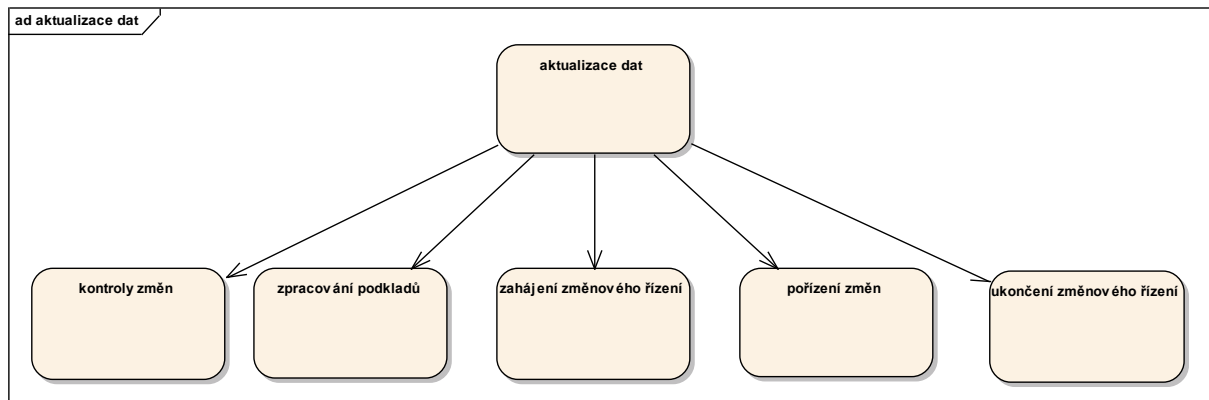 ad aktualizace dat
aktualizace dat
kontroly změn
zpracování podkladů
zahájení změnového řízení
pořízení změn
ukončení změnového řízení